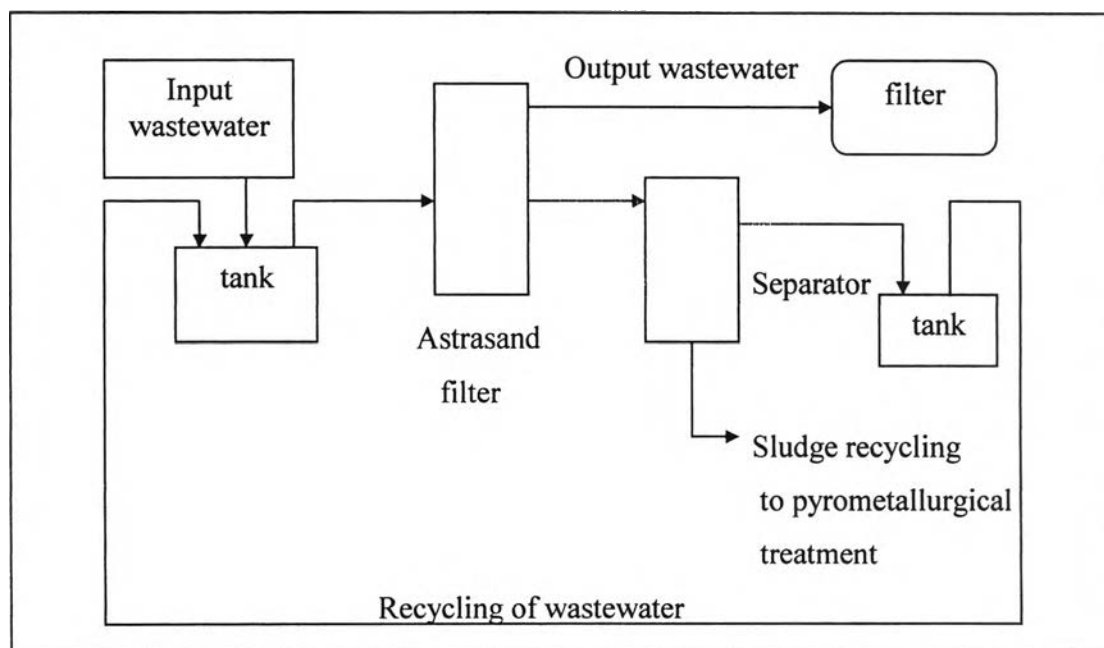 Input
wastewater
Output wastewater
filter
tank
Astrasand
filter
Separator
tank
Sludge recycling
to pyrometallurgical
treatment
Recycling of wastewater